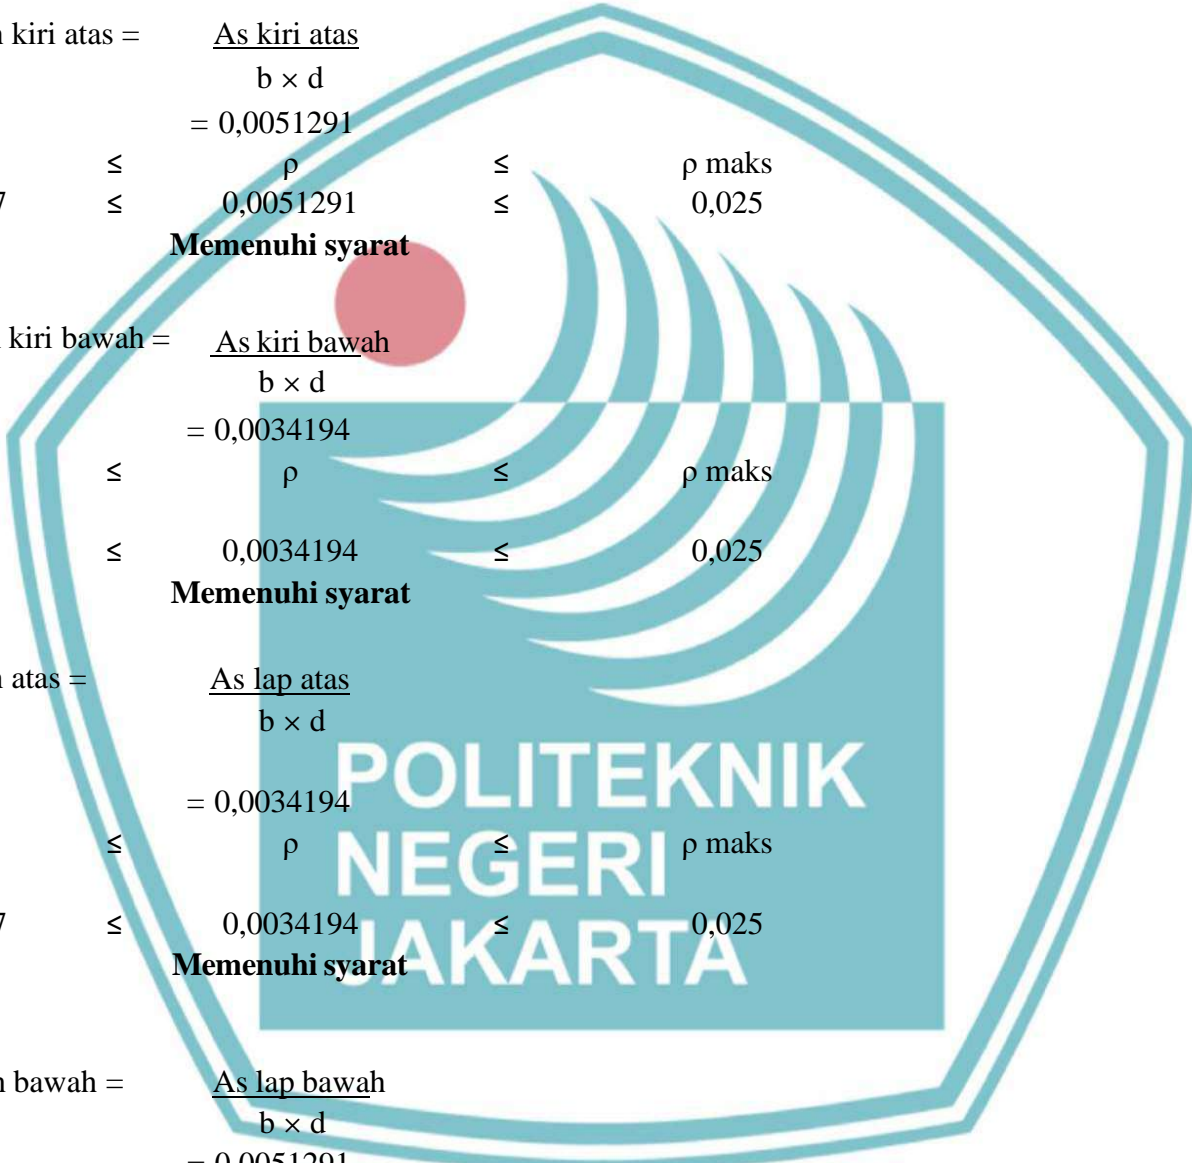 kiri atas = As kiri atas
b × d
= 0,0051291
≤ ρ ≤ ρ maks
7 ≤ 0,0051291 ≤ 0,025
Memenuhi syarat
kiri bawah = As kiri bawah
b × d
= 0,0034194
≤ ρ ≤ ρ maks
≤ 0,0034194 ≤ 0,025
Memenuhi syarat
atas = As lap atas
b × d
= 0,0034194
≤ ρ ≤ ρ maks
7 ≤ 0,0034194 ≤ 0,025
Memenuhi syarat
bawah = As lap bawah
b × d
= 0,0051291
POLITEKNIK
NEGERI
JAKARTA